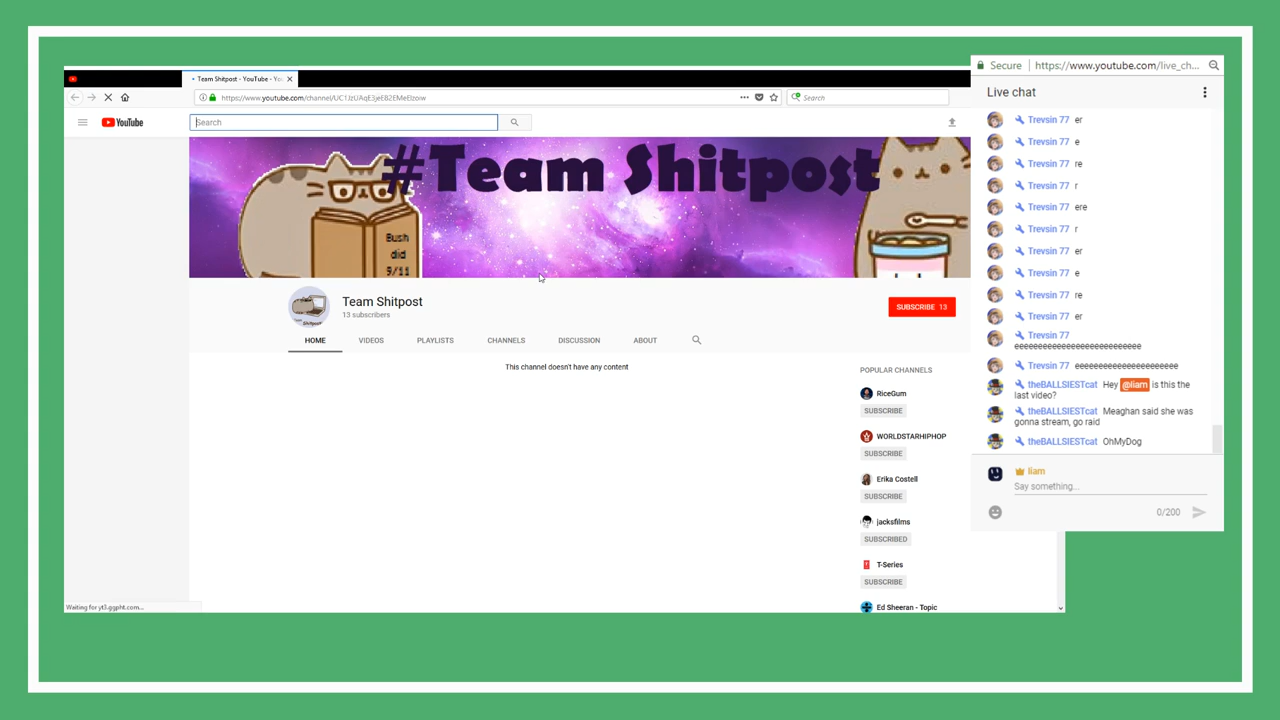 Team Shitpost - YouTube - You
https://www.youtube.com/channel/UC1JzUAqE3jeEB2EMeElzoiw
Search
YouTube
Search
#Team Shitpost
Bush
did
9/11
Team Shitpost
13 subscribers
SUBSCRIBE 13
HOME VIDEOS PLAYLISTS CHANNELS DISCUSSION ABOUT
This channel doesn't have any content
POPULAR CHANNELS
RiceGum
SUBSCRIBE
WORLDSTARHIPHOP
SUBSCRIBE
Erika Costell
SUBSCRIBE
jacksfilms
SUBSCRIBED
T-Series
SUBSCRIBE
Ed Sheeran - Topic
Waiting for yt3.ggpht.com...
Secure | https://www.youtube.com/live_ch...
Live chat
Trevsin 77 er
Trevsin 77 e
Trevsin 77 re
Trevsin 77 r
Trevsin 77 ere
Trevsin 77 r
Trevsin 77 er
Trevsin 77 e
Trevsin 77 re
Trevsin 77 er
Trevsin 77
eeeeeeeeeeeeeeeeeeeeeeeeeee
Trevsin 77 eeeeeeeeeeeeeeeeeeeeee
theBALLSIESTcat Hey @liam is this the
last video?
theBALLSIESTcat Meaghan said she was
gonna stream, go raid
theBALLSIESTcat OhMyDog
liam
Say something...
0/200